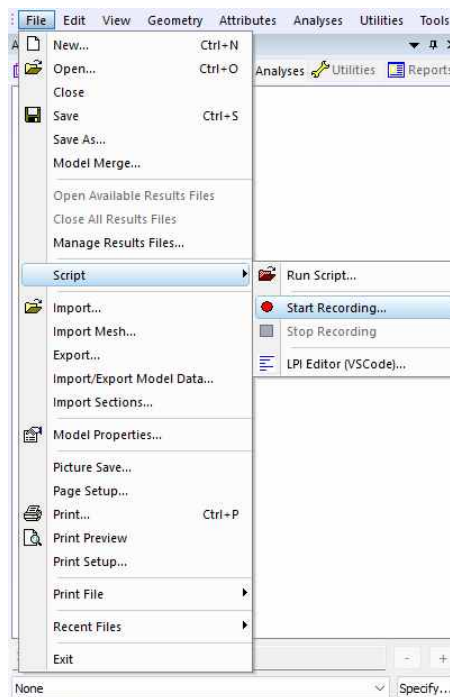 File Edit View Geometry Attributes Analyses Utilities Tools
New... Ctrl+N
Open... Ctrl+O
Analyses Utilities Reports
Close
Save Ctrl+S
Save As...
Model Merge...
Open Available Results Files
Close All Results Files
Manage Results Files...
Script
Run Script...
Start Recording...
Stop Recording
LPI Editor (VSCode)...
Import...
Import Mesh...
Export...
Import/Export Model Data...
Import Sections...
Model Properties...
Picture Save...
Page Setup...
Print... Ctrl+P
Print Preview
Print Setup...
Print File
Recent Files
Exit
None
Specify...